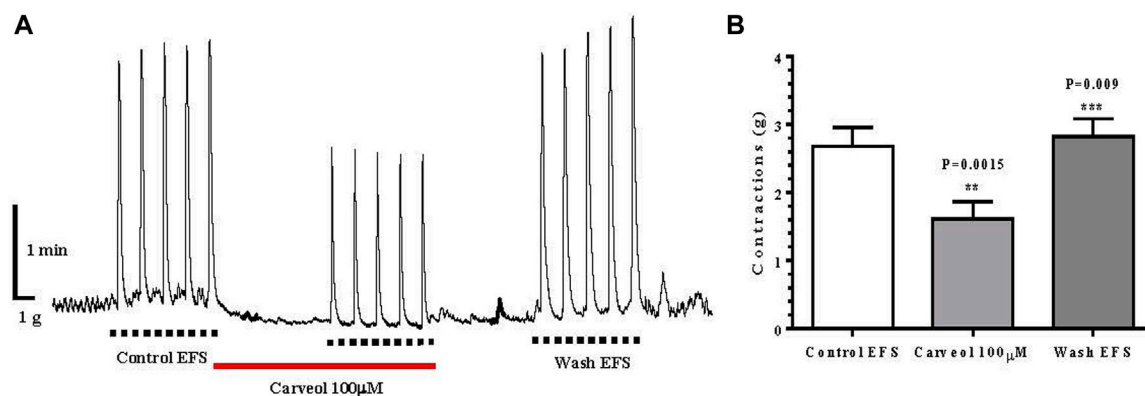 A
1 min
1 g
Control EFS
Carveol 100μM
Wash EFS
B
Contractions (g)
4
3
2
1
0
P=0.0015
**
P=0.009
***
Control EFS
Carveol 100μM
Wash EFS